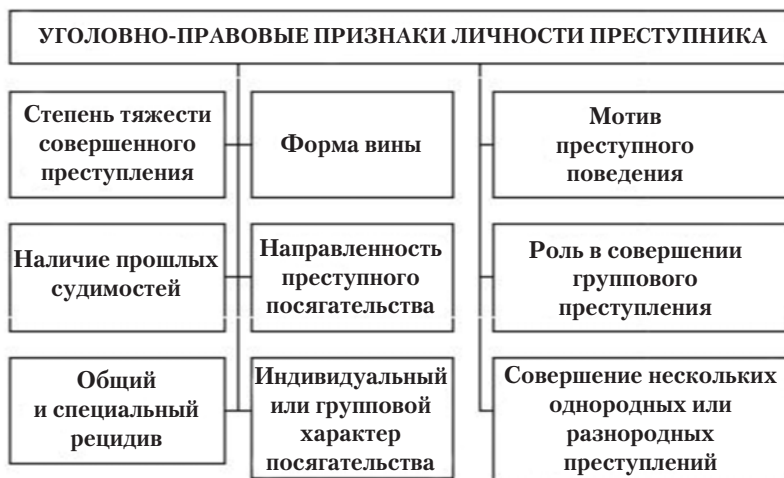 УГОЛОВНО-ПРАВОВЫЕ ПРИЗНАКИ ЛИЧНОСТИ ПРЕСТУПНИКА
Степень тяжести
совершенного
преступления
Форма вины
Мотив
преступного
поведения
Наличие прошлых
судимостей
Направленность
преступного
посягательства
Роль в совершении
группового
преступления
Общий
и специальный
рецидив
Индивидуальный
или групповой
характер
посягательства
Совершение нескольких
однородных или
разнородных
преступлений